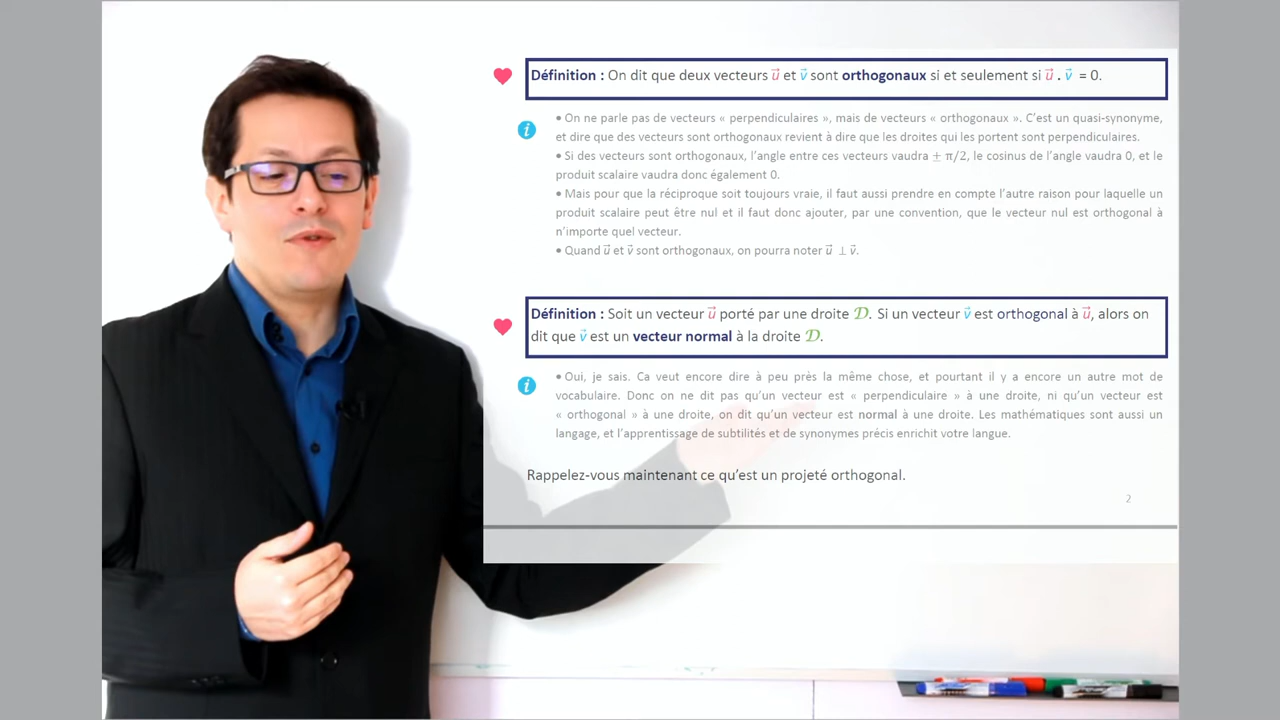 Définition : On dit que deux vecteurs u⃗ et v⃗ sont orthogonaux si et seulement si u⃗ . v⃗ = 0.
• On ne parle pas de vecteurs « perpendiculaires », mais de vecteurs « orthogonaux ». C'est un quasi-synonyme,
et dire que des vecteurs sont orthogonaux revient à dire que les droites qui les portent sont perpendiculaires.
• Si des vecteurs sont orthogonaux, l'angle entre ces vecteurs vaudra ± π/2, le cosinus de l'angle vaudra 0, et le
produit scalaire vaudra donc également 0.
• Mais pour que la réciproque soit toujours vraie, il faut aussi prendre en compte l'autre raison pour laquelle un
produit scalaire peut être nul et il faut donc ajouter, par une convention, que le vecteur nul est orthogonal à
n'importe quel vecteur.
• Quand u⃗ et v⃗ sont orthogonaux, on pourra noter u⃗ ⊥ v⃗.
Définition : Soit un vecteur u⃗ porté par une droite 𝒟. Si un vecteur v⃗ est orthogonal à u⃗, alors on
dit que v⃗ est un vecteur normal à la droite 𝒟.
• Oui, je sais. Ca veut encore dire à peu près la même chose, et pourtant il y a encore un autre mot de
vocabulaire. Donc on ne dit pas qu'un vecteur est « perpendiculaire » à une droite, ni qu'un vecteur est
« orthogonal » à une droite, on dit qu'un vecteur est normal à une droite. Les mathématiques sont aussi un
langage, et l'apprentissage de subtilités et de synonymes précis enrichit votre langue.
Rappelez-vous maintenant ce qu'est un projeté orthogonal.
2